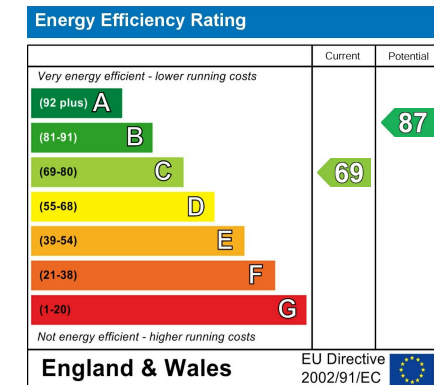 Energy Efficiency Rating
Current Potential
Very energy efficient - lower running costs
(92 plus) A
87
(81-91) B
(69-80) C 69
(55-68) D
(39-54) E
(21-38) F
(1-20) G
Not energy efficient - higher running costs
England & Wales
EU Directive
2002/91/EC